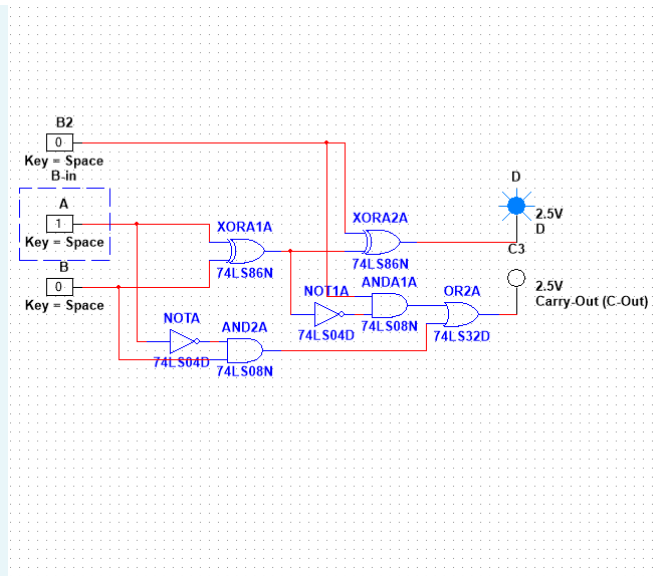 B2
0
Key = Space
B-in
A
1
Key = Space
B
0
Key = Space
XORA1A
74LS86N
XORA2A
74LS86N
D
2.5V
D
C3
2.5V
Carry-Out (C-Out)
NOT1A
74LS04D
ANDA1A
74LS08N
OR2A
74LS32D
NOTA
74LS04D
AND2A
74LS08N